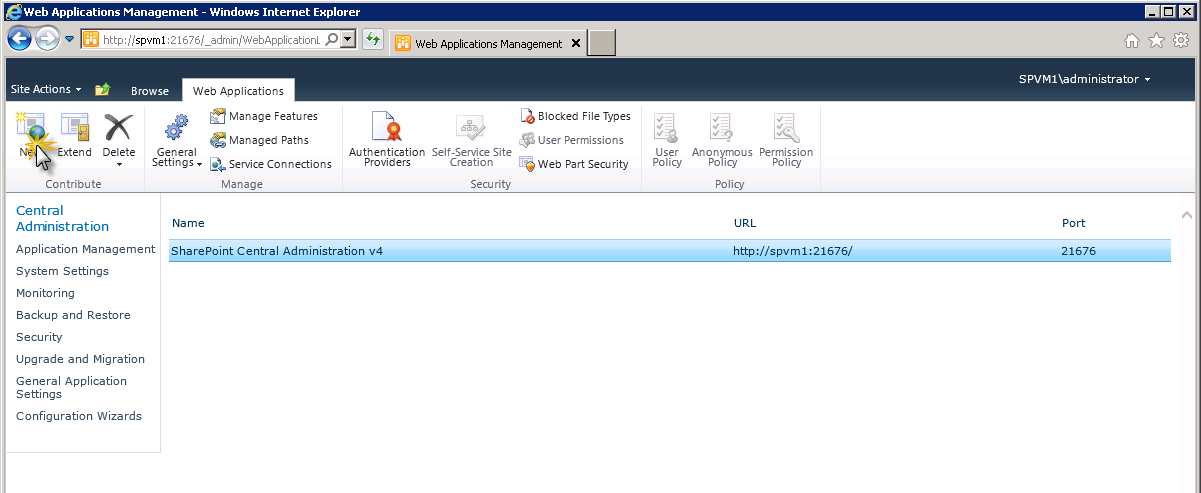 Web Applications Management - Windows Internet Explorer
http://spvm1:21676/_admin/WebApplicationL
Web Applications Management
Site Actions
Browse
Web Applications
SPVM1\administrator
New
Extend
Delete
Contribute
General
Settings
Manage Features
Managed Paths
Service Connections
Manage
Authentication
Providers
Self-Service Site
Creation
Blocked File Types
User Permissions
Web Part Security
Security
User
Policy
Anonymous
Policy
Permission
Policy
Policy
Central
Administration
Application Management
System Settings
Monitoring
Backup and Restore
Security
Upgrade and Migration
General Application
Settings
Configuration Wizards
Name URL Port
SharePoint Central Administration v4 http://spvm1:21676/ 21676